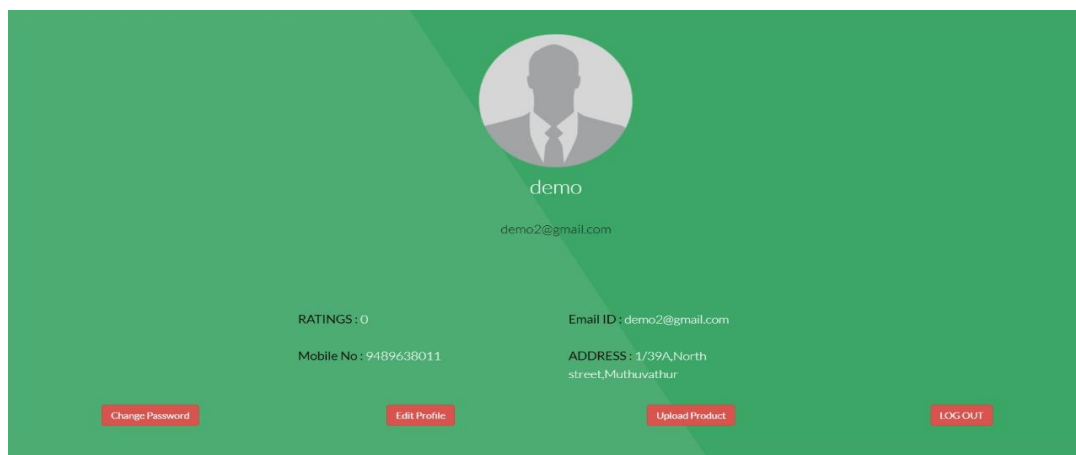 demo
demo2@gmail.com
RATINGS : 0
Email ID : demo2@gmail.com
Mobile No : 9489638011
ADDRESS : 1/39A,North
street,Muthuvathur
Change Password
Edit Profile
Upload Product
LOG OUT